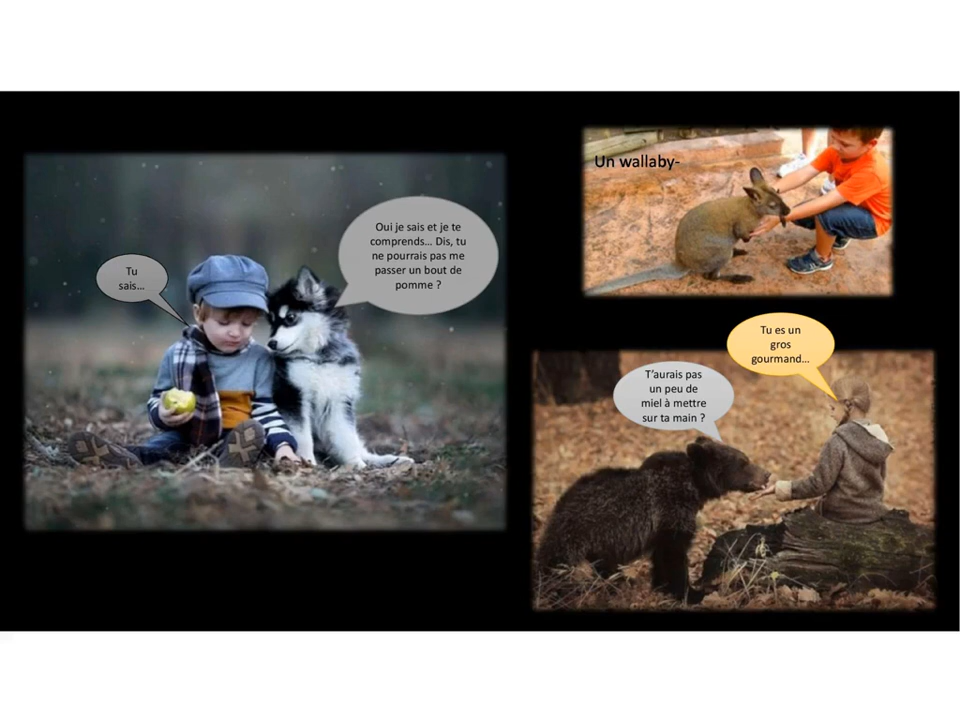 Tu
sais…
Oui je sais et je te
comprends… Dis, tu
ne pourrais pas me
passer un bout de
pomme ?
Un wallaby-
Tu es un
gros
gourmand…
T’aurais pas
un peu de
miel à mettre
sur ta main ?